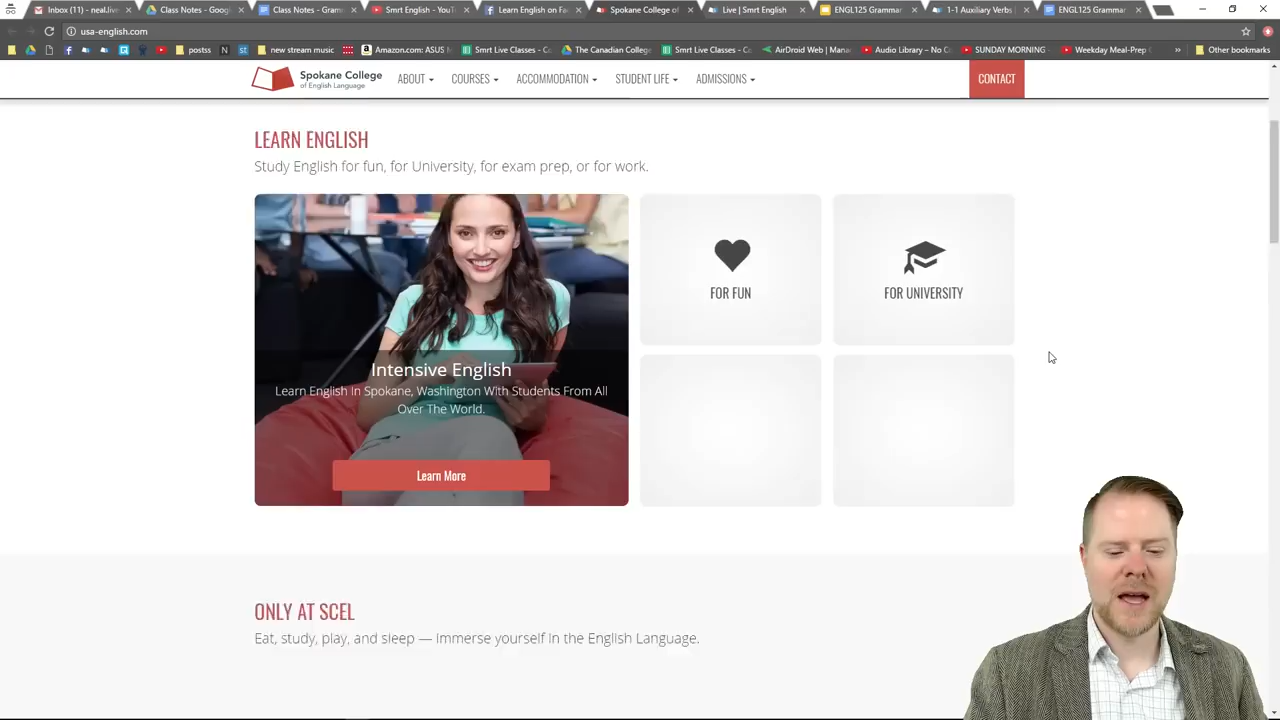 Inbox (11) - neal.live
Class Notes - Googl
Class Notes - Gram
Smrt English - YouT
Learn English on Fac
Spokane College of
Live | Smrt English
ENGL125 Grammar
1-1 Auxiliary Verbs
ENGL125 Grammar
usa-english.com
postss
N
new stream music
Amazon.com: ASUS
Smrt Live Classes - Co
The Canadian Colleg
Smrt Live Classes - Co
AirDroid Web | Mana
Audio Library – No C
SUNDAY MORNING -
Weekday Meal-Prep
»
Other bookmarks
Spokane College
of English Language
ABOUT
COURSES
ACCOMMODATION
STUDENT LIFE
ADMISSIONS
CONTACT
LEARN ENGLISH
Study English for fun, for University, for exam prep, or for work.
FOR FUN
FOR UNIVERSITY
Intensive English
Learn English In Spokane, Washington With Students From All
Over The World.
Learn More
ONLY AT SCEL
Eat, study, play, and sleep — Immerse yourself in the English Language.